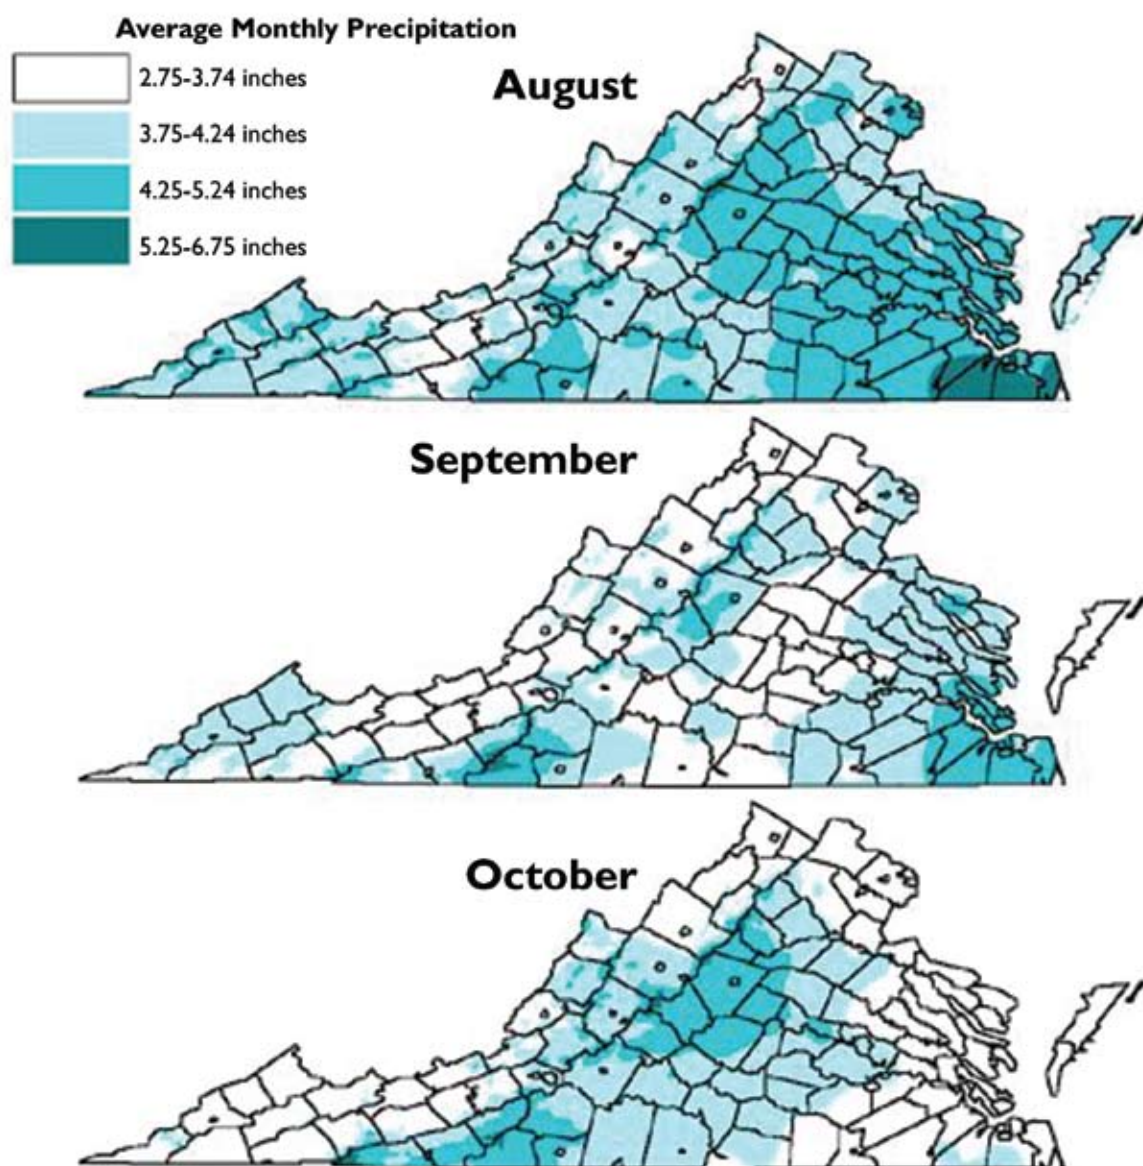 Average Monthly Precipitation
2.75-3.74 inches
3.75-4.24 inches
4.25-5.24 inches
5.25-6.75 inches
August
September
October